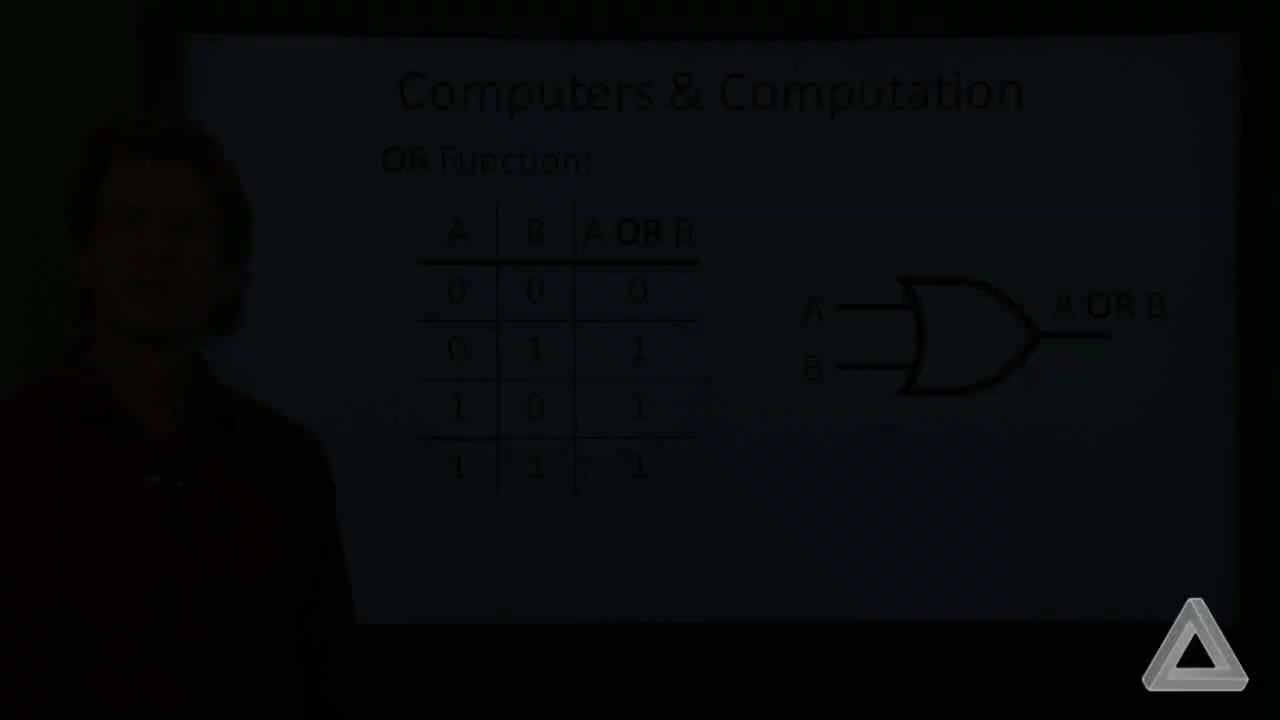 Computers & Computation
OR Function:
A B A OR B
0 0 0
0 1 1
1 0 1
1 1 1
A
B
A OR B